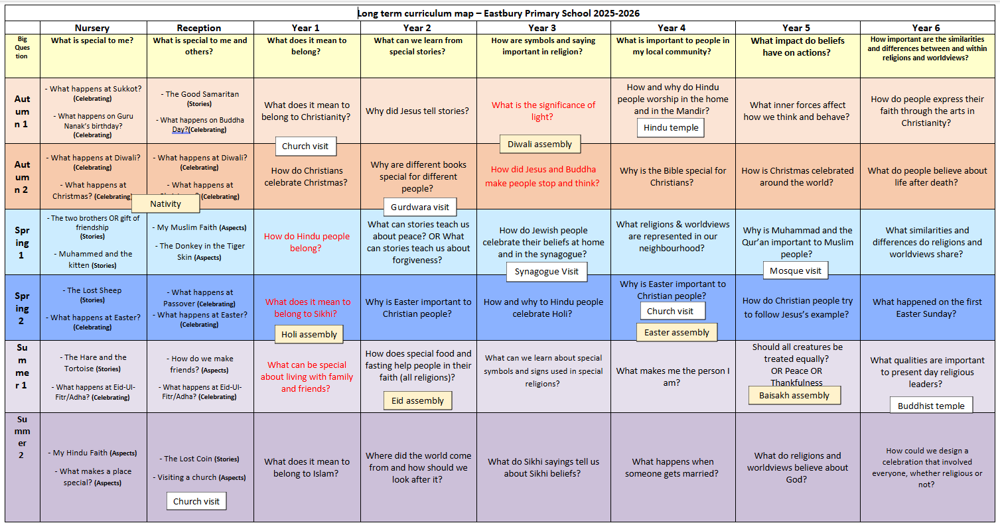 Long term curriculum map – Eastbury Primary School 2025-2026
Nursery
Reception
Year 1
Year 2
Year 3
Year 4
Year 5
Year 6
Big
Ques
tion
What is special to me?
What is special to me and
others?
What does it mean to
belong?
What can we learn from
special stories?
How are symbols and saying
important in religion?
What is important to people in
my local community?
What impact do beliefs
have on actions?
How important are the similarities
and differences between and within
religions and worldviews?
Aut
um
n 1
- What happens at Sukkot?
(Celebrating)
- What happens on Guru
Nanak's birthday?
(Celebrating)
- The Good Samaritan
(Stories)
- What happens on Buddha
Day?(Celebrating)
What does it mean to
belong to Christianity?
Church visit
Why did Jesus tell stories?
What is the significance of
light?
Diwali assembly
How and why do Hindu
people worship in the home
and in the Mandir?
Hindu temple
What inner forces affect
how we think and behave?
How do people express their
faith through the arts in
Christianity?
Aut
um
n 2
- What happens at Diwali?
(Celebrating)
- What happens at
Christmas? (Celebrating)
- What happens at Diwali?
(Celebrating)
- What happens at
(Celebrating)
Nativity
How do Christians
celebrate Christmas?
Why are different books
special for different
people?
Gurdwara visit
How did Jesus and Buddha
make people stop and think?
Why is the Bible special for
Christians?
How is Christmas celebrated
around the world?
What do people believe about
life after death?
Spr
ing
1
- The two brothers OR gift of
friendship
(Stories)
- Muhammed and the
kitten (Stories)
- My Muslim Faith (Aspects)
- The Donkey in the Tiger
Skin (Aspects)
How do Hindu people
belong?
What can stories teach us
about peace? OR What
can stories teach us about
forgiveness?
How do Jewish people
celebrate their beliefs at home
and in the synagogue?
Synagogue Visit
What religions & worldviews
are represented in our
neighbourhood?
Why is Muhammad and the
Qur'an important to Muslim
people?
Mosque visit
What similarities and
differences do religions and
worldviews share?
Spr
ing
2
- The Lost Sheep
(Stories)
- What happens at Easter?
(Celebrating)
- What happens at
Passover (Celebrating)
- What happens at Easter?
(Celebrating)
What does it mean to
belong to Sikhi?
Holi assembly
Why is Easter important to
Christian people?
How and why to Hindu people
celebrate Holi?
Why is Easter important to
Christian people?
Church visit
Easter assembly
How do Christian people try
to follow Jesus's example?
What happened on the first
Easter Sunday?
Su
m
me
r 1
- The Hare and the
Tortoise (Stories)
- What happens at Eid-Ul-
Fitr/Adha? (Celebrating)
- How do we make
friends? (Aspects)
- What happens at Eid-Ul-
Fitr/Adha? (Celebrating)
What can be special
about living with family
and friends?
How does special food and
fasting help people in their
faith (all religions)?
Eid assembly
What can we learn about special
symbols and signs used in special
religions?
What makes me the person I
am?
Should all creatures be
treated equally?
OR Peace OR
Thankfulness
Baisakh assembly
What qualities are important
to present day religious
leaders?
Buddhist temple
Su
mm
er
2
- My Hindu Faith (Aspects)
- What makes a place
special? (Aspects)
- The Lost Coin (Stories)
- Visiting a church (Aspects)
Church visit
What does it mean to
belong to Islam?
Where did the world come
from and how should we
look after it?
What do Sikhi sayings tell us
about Sikhi beliefs?
What happens when
someone gets married?
What do religions and
worldviews believe about
God?
How could we design a
celebration that involved
everyone, whether religious or
not?